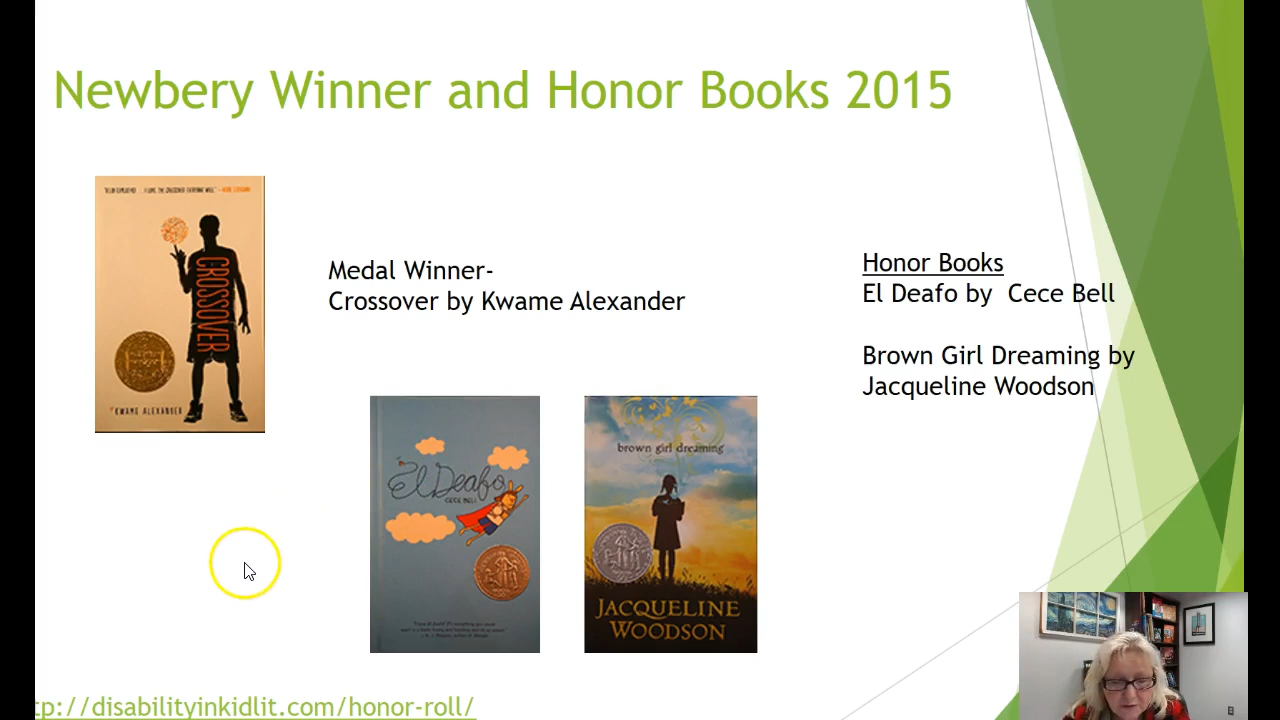 Newbery Winner and Honor Books 2015
CROSSOVER
KWAME ALEXANDER
Medal Winner-
Crossover by Kwame Alexander
Honor Books
El Deafo by  Cece Bell
Brown Girl Dreaming by
Jacqueline Woodson
El Deafo
CECE BELL
brown girl dreaming
JACQUELINE
WOODSON
tp://disabilityinkidlit.com/honor-roll/